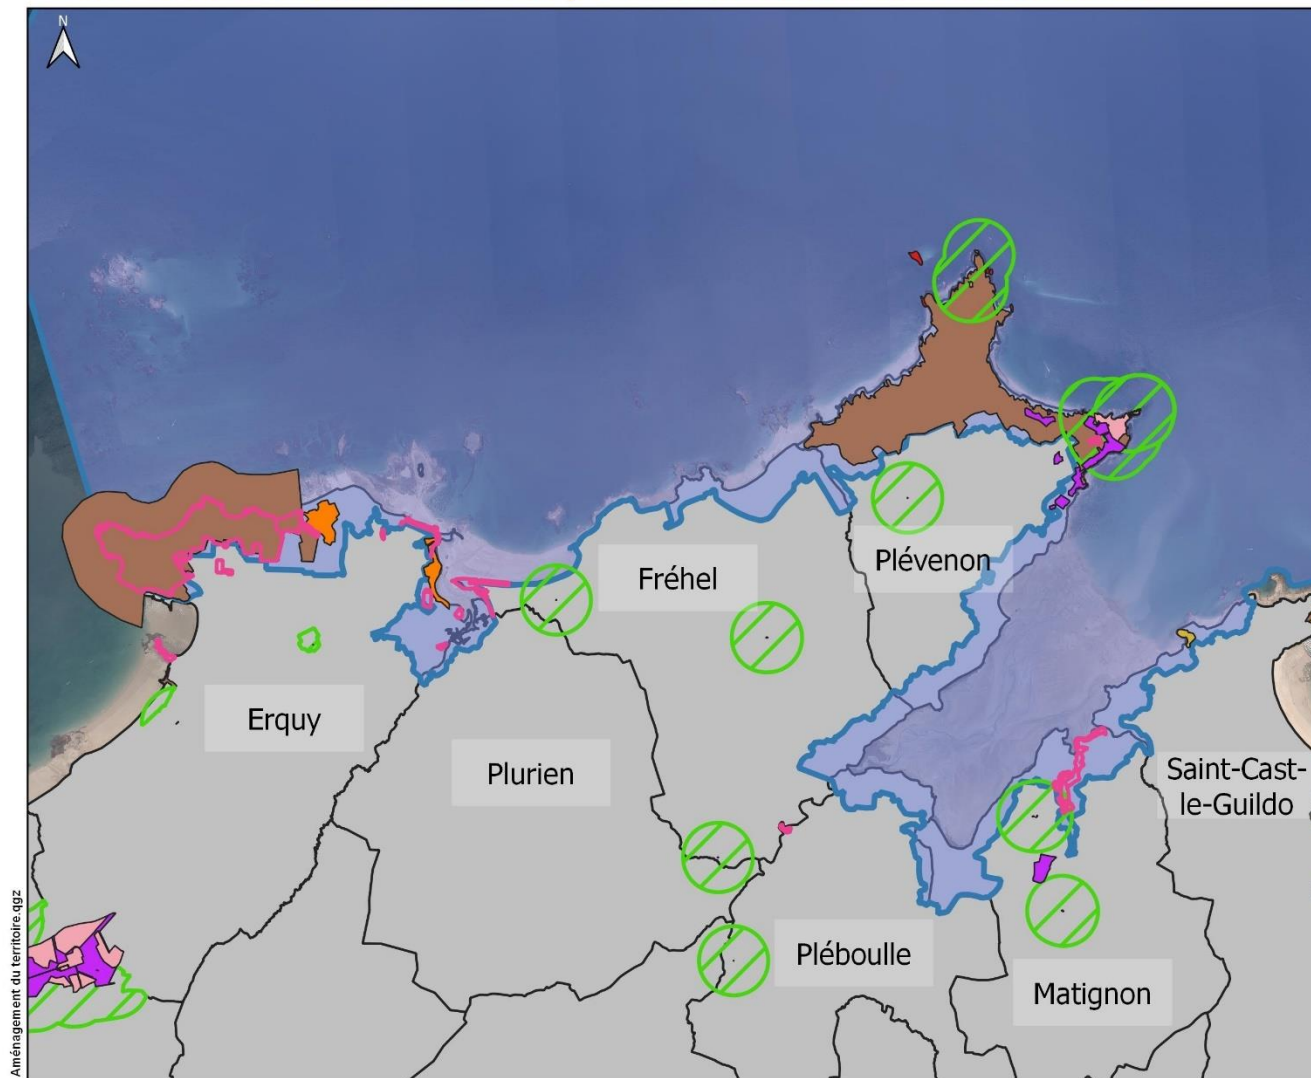 N
Plévenon
Fréhel
Erquy
Plurien
Saint-Cast-
le-Guildo
Pléboulle
Matignon
Aménagement du territoire.qgz